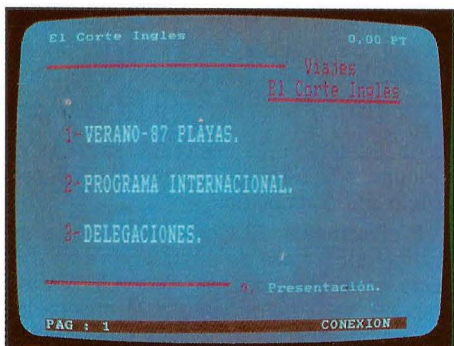 El Corte Ingles 0,00 PT
Viajes
El Corte Inglés
1-VERANO-87 PLAYAS.
2-PROGRAMA INTERNACIONAL.
3-DELEGACIONES.
Presentación.
PAG : 1 CONEXION